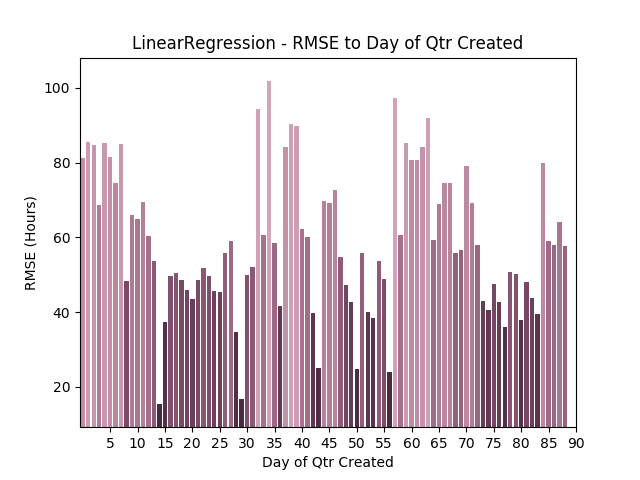 LinearRegression - RMSE to Day of Qtr Created
RMSE (Hours)
100
80
60
40
20
5 10 15 20 25 30 35 40 45 50 55 60 65 70 75 80 85 90
Day of Qtr Created